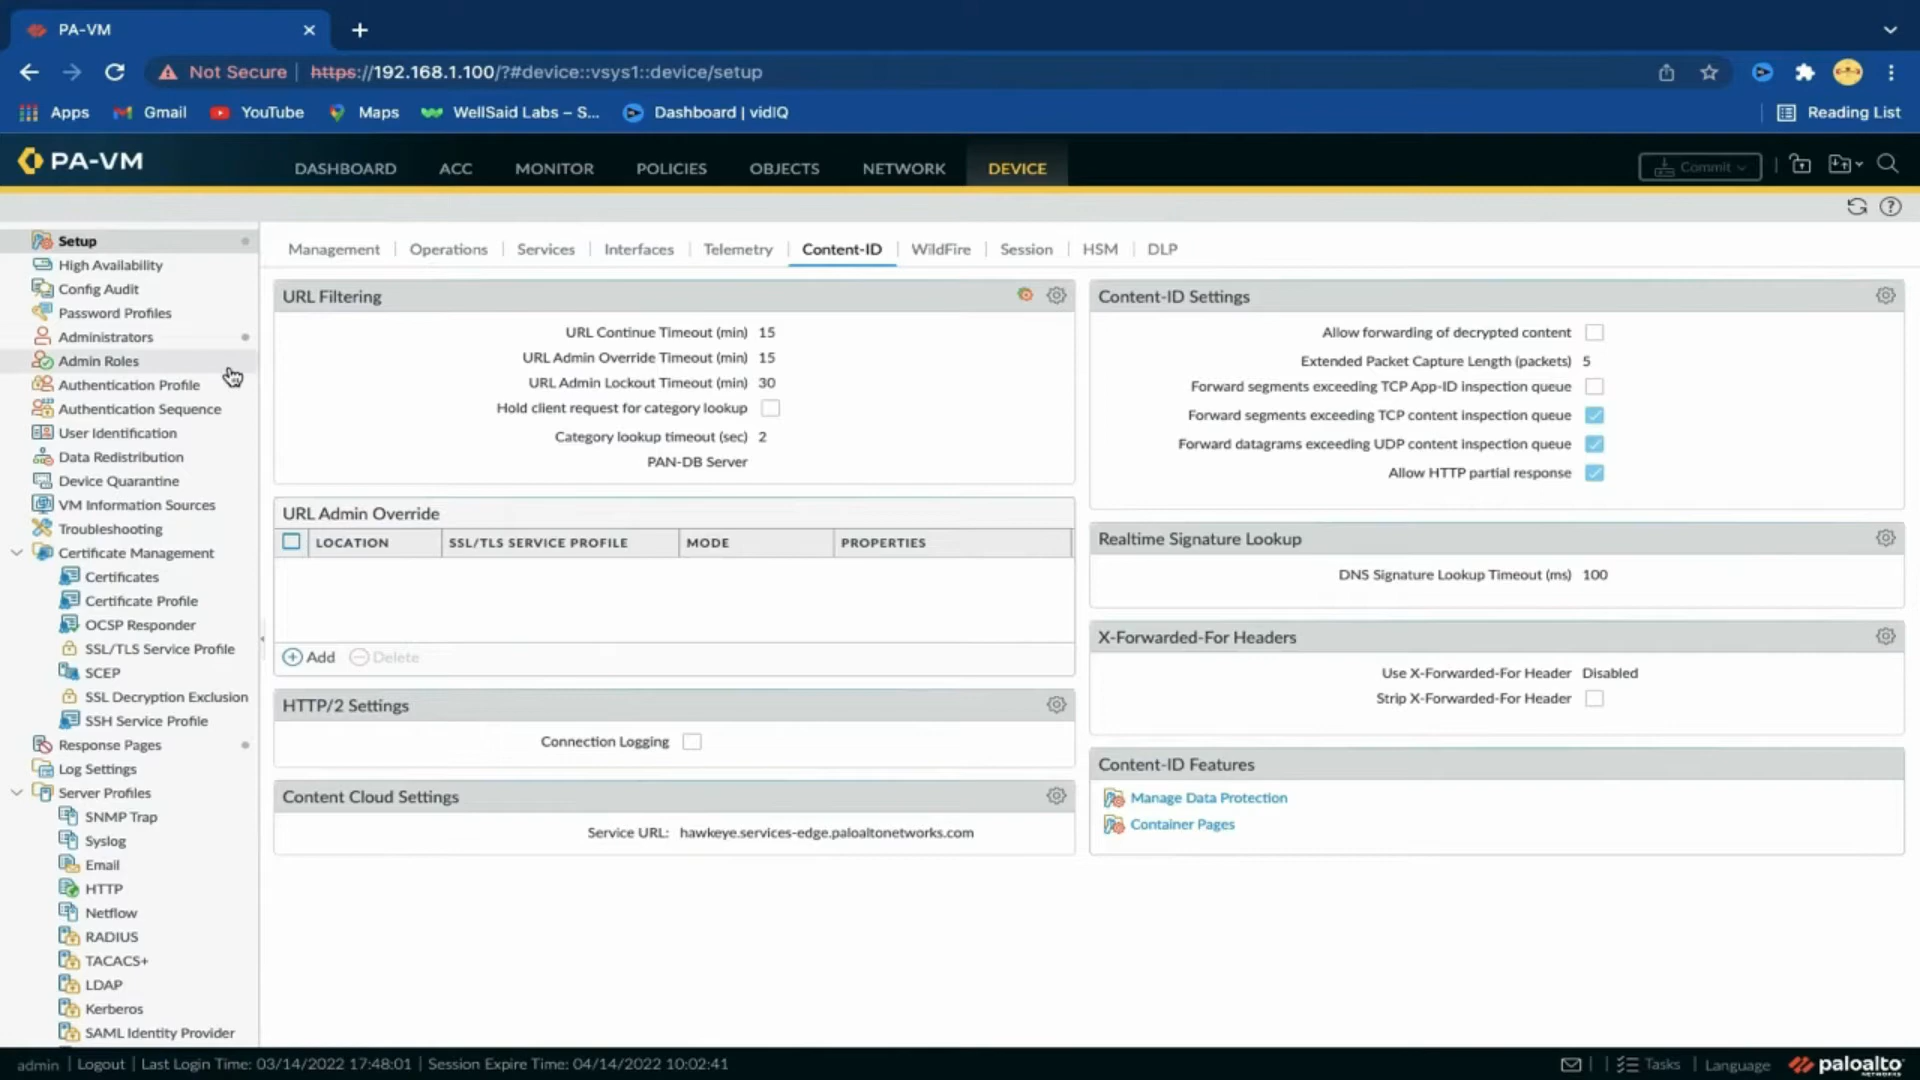 PA-VM
Not Secure | https://192.168.1.100/?#device::vsys1::device/setup
Apps Gmail YouTube Maps WellSaid Labs – S... Dashboard | vidIQ Reading List
PA-VM DASHBOARD ACC MONITOR POLICIES OBJECTS NETWORK DEVICE Commit
Setup
High Availability
Config Audit
Password Profiles
Administrators
Admin Roles
Authentication Profile
Authentication Sequence
User Identification
Data Redistribution
Device Quarantine
VM Information Sources
Troubleshooting
Certificate Management
Certificates
Certificate Profile
OCSP Responder
SSL/TLS Service Profile
SCEP
SSL Decryption Exclusion
SSH Service Profile
Response Pages
Log Settings
Server Profiles
SNMP Trap
Syslog
Email
HTTP
Netflow
RADIUS
TACACS+
LDAP
Kerberos
SAML Identity Provider
Management | Operations | Services | Interfaces | Telemetry | Content-ID | WildFire | Session | HSM | DLP
URL Filtering
URL Continue Timeout (min) 15
URL Admin Override Timeout (min) 15
URL Admin Lockout Timeout (min) 30
Hold client request for category lookup
Category lookup timeout (sec) 2
PAN-DB Server
URL Admin Override
LOCATION SSL/TLS SERVICE PROFILE MODE PROPERTIES
Add Delete
HTTP/2 Settings
Connection Logging
Content Cloud Settings
Service URL: hawkeye.services-edge.paloaltonetworks.com
Content-ID Settings
Allow forwarding of decrypted content
Extended Packet Capture Length (packets) 5
Forward segments exceeding TCP App-ID inspection queue
Forward segments exceeding TCP content inspection queue
Forward datagrams exceeding UDP content inspection queue
Allow HTTP partial response
Realtime Signature Lookup
DNS Signature Lookup Timeout (ms) 100
X-Forwarded-For Headers
Use X-Forwarded-For Header Disabled
Strip X-Forwarded-For Header
Content-ID Features
Manage Data Protection
Container Pages
admin | Logout | Last Login Time: 03/14/2022 17:48:01 | Session Expire Time: 04/14/2022 10:02:41 | Tasks | Language paloalto
NETWORKS